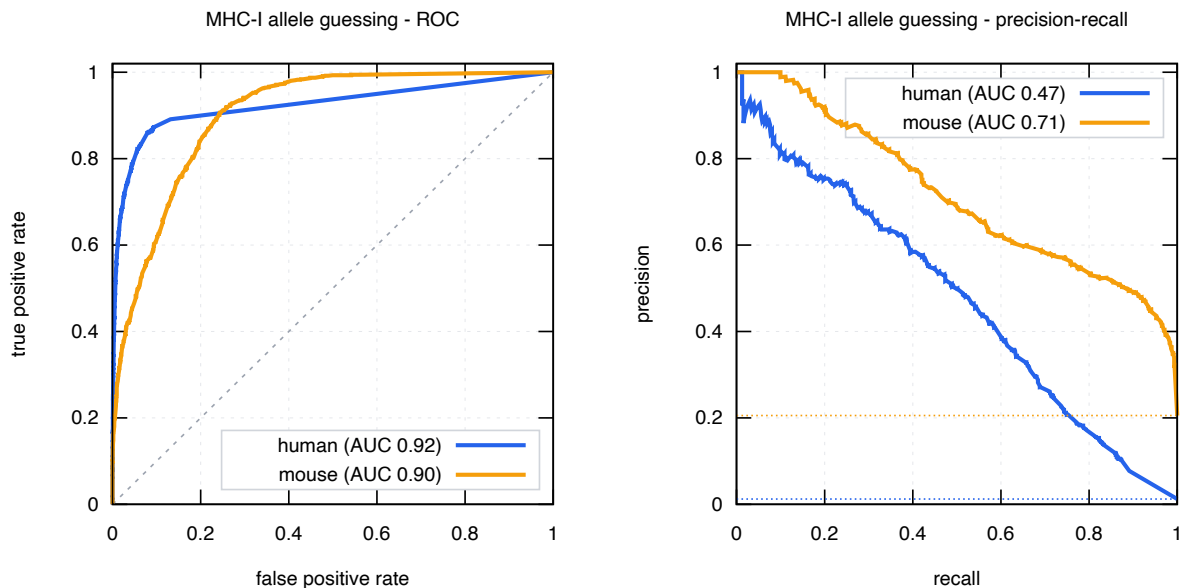 MHC-I allele guessing - ROC
1
0.8
0.6
0.4
0.2
0
0 0.2 0.4 0.6 0.8 1
true positive rate
false positive rate
human (AUC 0.92)
mouse (AUC 0.90)
MHC-I allele guessing - precision-recall
1
0.8
0.6
0.4
0.2
0
0 0.2 0.4 0.6 0.8 1
precision
recall
human (AUC 0.47)
mouse (AUC 0.71)